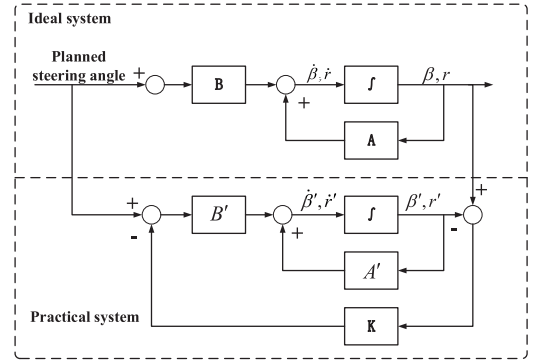 Ideal system
Planned
steering angle
+
B
+
β̇, ṙ
∫
β, r
A
+
-
B′
+
β̇′, ṙ′
∫
β′, r′
+
-
A′
K
Practical system